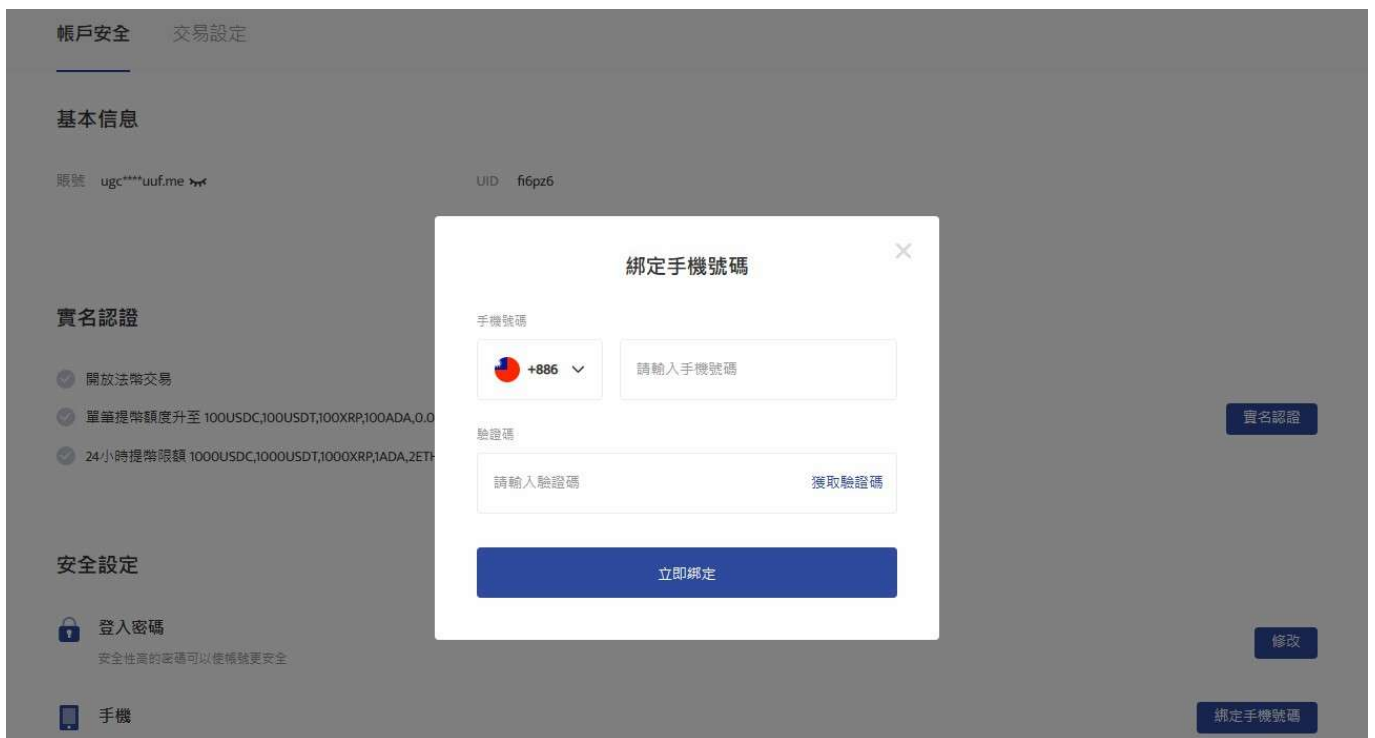 帳戶安全 交易設定
基本信息
賬號 ugc****uuf.me UID fi6pz6
綁定手機號碼
手機號碼
+886 請輸入手機號碼
驗證碼
請輸入驗證碼 獲取驗證碼
立即綁定
實名認證
開放法幣交易
單筆提幣額度升至 100USDC,100USDT,100XRP,100ADA,0.0
24小時提幣限額 1000USDC,1000USDT,1000XRP,1ADA,2ETH
實名認證
安全設定
登入密碼
安全性高的密碼可以使帳號更安全
修改
手機
綁定手機號碼